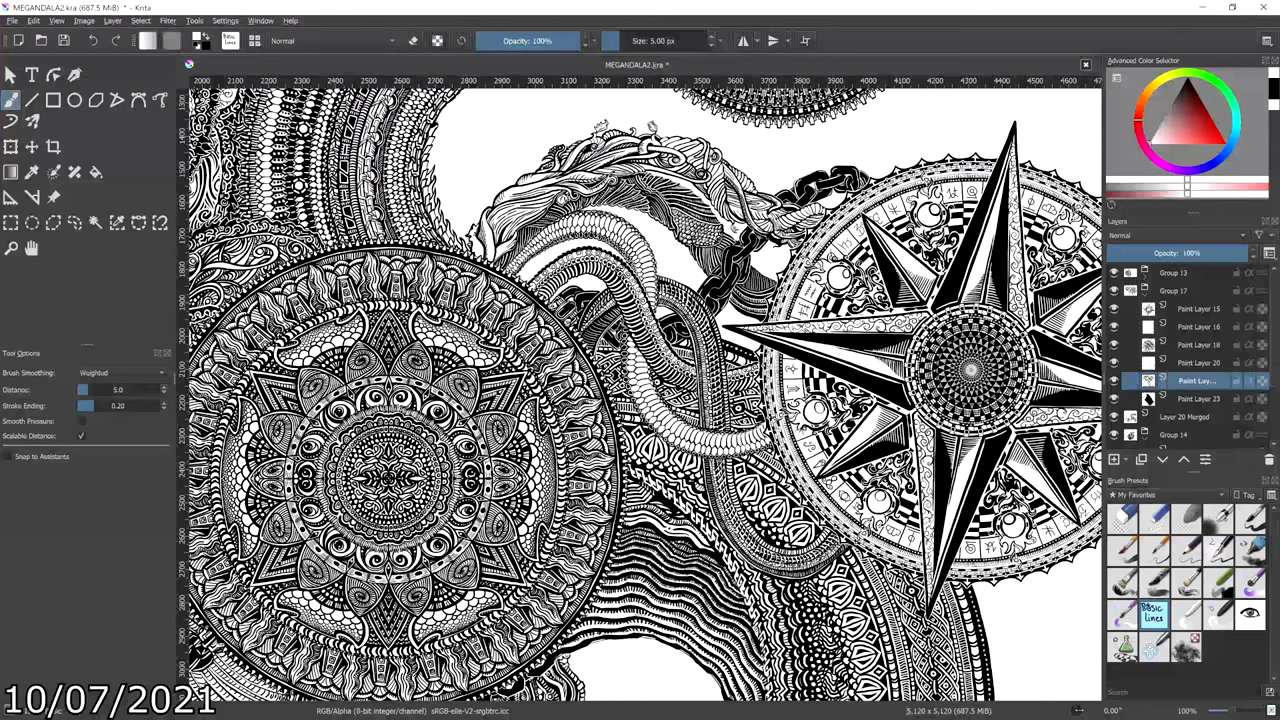 MEGANDALA2.kra (687.5 MiB) * - Krita
File Edit View Image Layer Select Filter Tools Settings Window Help
Basic lines
Normal
Opacity: 100%
Size: 5.00 px
MEGANDALA2.kra *
2000 2100 2200 2300 2400 2500 2600 2700 2800 2900 3000 3100 3200 3300 3400 3500 3600 3700 3800 3900 4000 4100 4200 4300 4400 4500 4600
Tool Options
Brush Smoothing: Weighted
Distance: 5.0
Stroke Ending: 0.20
Smooth Pressure:
Scalable Distance:
Snap to Assistants
Advanced Color Selector
Layers
Normal
Opacity: 100%
Group 13
Group 17
Paint Layer 15
Paint Layer 16
Paint Layer 18
Paint Layer 20
Paint Lay...
Paint Layer 23
Layer 20 Merged
Group 14
Brush Presets
My Favorites
Tag
Basic lines
Search
10/07/2021
RGB/Alpha (8-bit integer/channel) sRGB-elle-V2-srgbtrc.icc
5,120 x 5,120 (687.5 MiB)
0.00°
100%